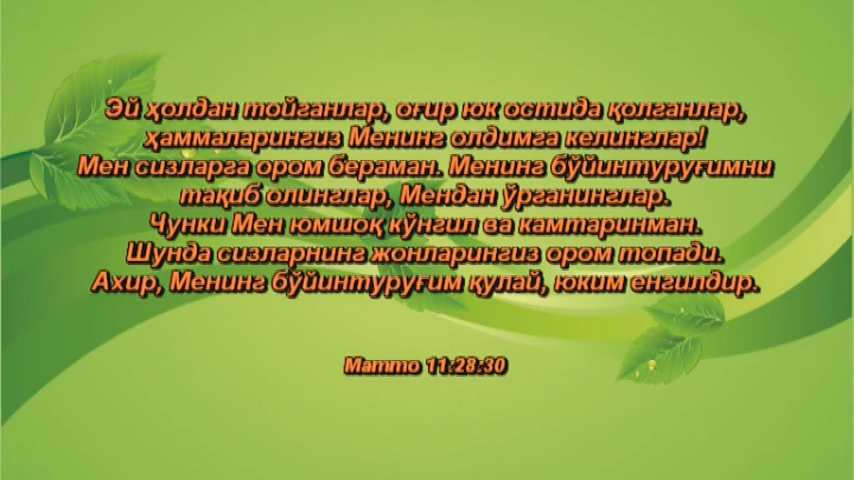 Эй ҳолдан тойганлар, оғир юк остида қолганлар,
ҳаммаларингиз Менинг олдимга келинглар!
Мен сизларга ором бераман. Менинг бўйинтуруғимни
тақиб олинглар, Мендан ўрганинглар.
Чунки Мен юмшоқ кўнгил ва камтаринман.
Шунда сизларнинг жонларингиз ором топади.
Ахир, Менинг бўйинтуруғим қулай, юким енгилдир.
Матто 11:28:30